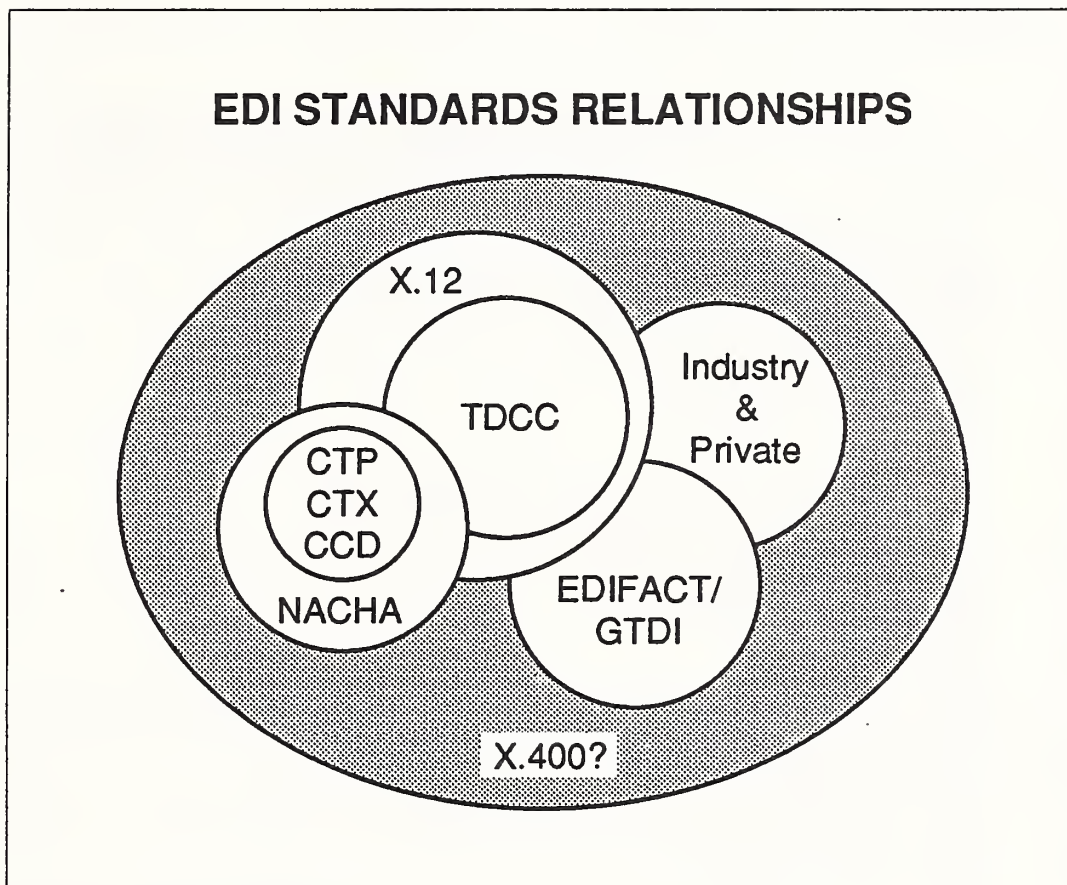 EDI STANDARDS RELATIONSHIPS
X.12
TDCC
Industry
&
Private
CTP
CTX
CCD
NACHA
EDIFACT/
GTDI
X.400?